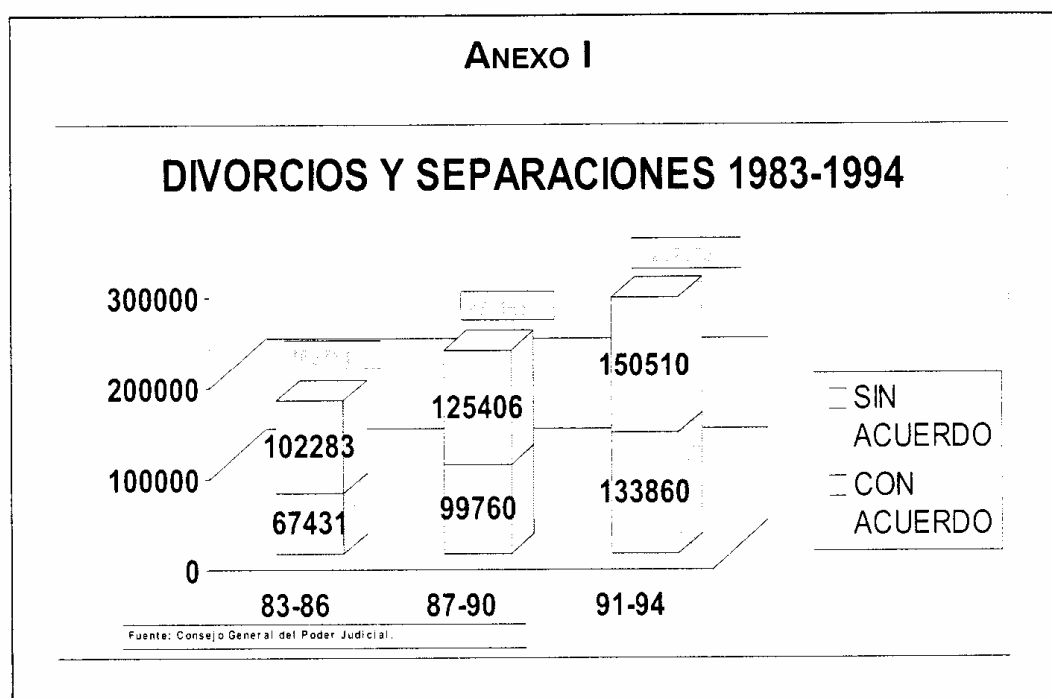 ANEXO I
DIVORCIOS Y SEPARACIONES 1983-1994
300000
200000
100000
0
102283
67431
125406
99760
150510
133860
83-86
87-90
91-94
SIN
ACUERDO
CON
ACUERDO
Fuente: Consejo General del Poder Judicial.